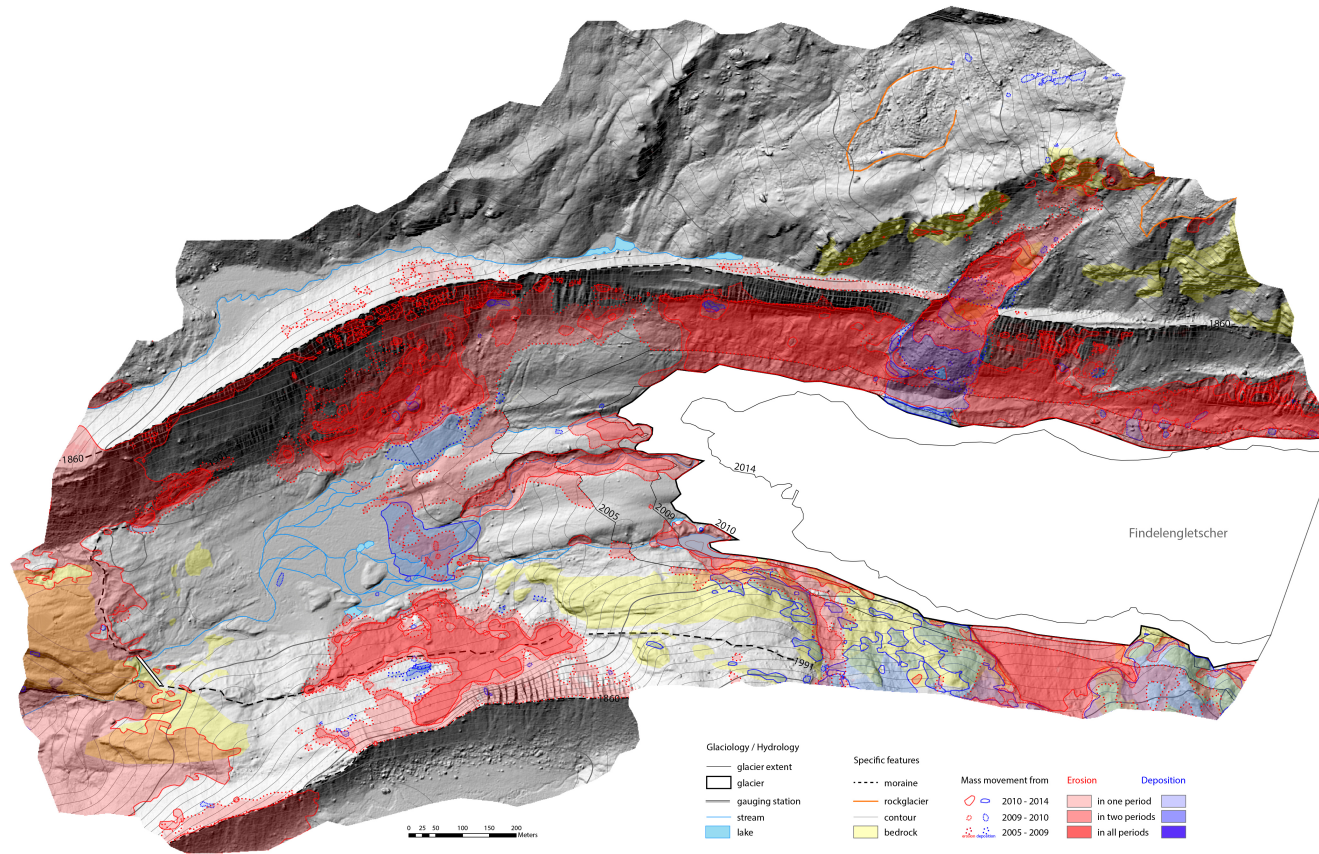 1860
1860
2014
2005
2009
2010
Findelengletscher
1991
1860
Glaciology / Hydrology
glacier extent
glacier
gauging station
stream
lake
Specific features
moraine
rockglacier
contour
bedrock
Mass movement from
2010 - 2014
2009 - 2010
2005 - 2009
erosion deposition
Erosion Deposition
in one period
in two periods
in all periods
0 25 50 100 150 200
Meters